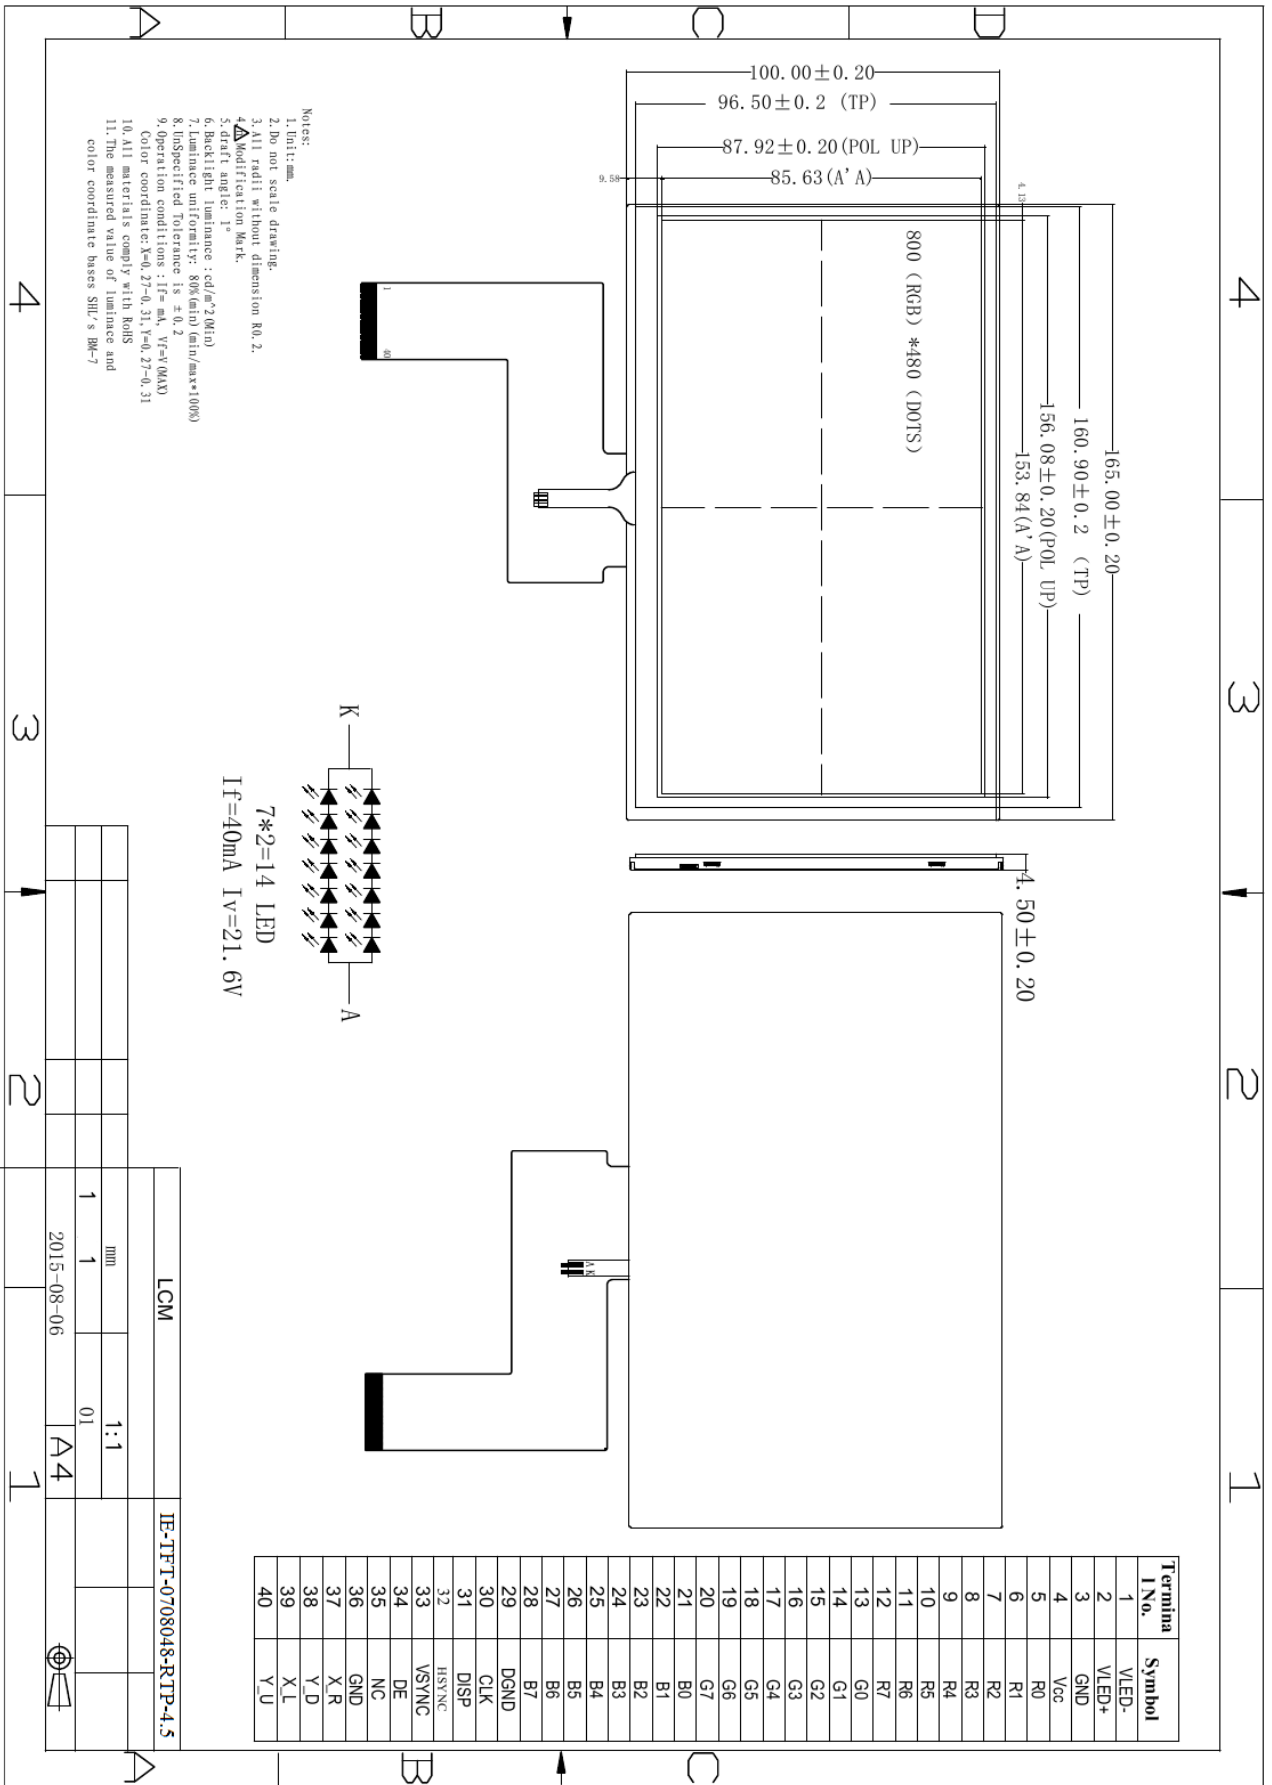 4
3
2
1
D
C
B
A
165.00±0.20
160.90±0.2 (TP)
156.08±0.20(POL UP)
153.84(A'A)
4.13
100.00±0.20
96.50±0.2 (TP)
87.92±0.20(POL UP)
85.63(A'A)
9.58
800 (RGB) *480 (DOTS)
1
40
4.50±0.20
A K
K
A
7*2=14 LED
If=40mA Iv=21.6V
Notes:
1. Unit: mm.
2. Do not scale drawing.
3. All radii without dimension R0.2.
4. Modification Mark.
5. draft angle: 1°
6. Backlight luminance :cd/m^2(Min)
7. Luminace uniformity: 80%(min)(min/max*100%)
8. UnSpecified Tolerance is ±0.2
9. Operation conditions :If= mA, Vf=V(MAX)
Color coordinate:X=0.27-0.31,Y=0.27-0.31
10. All materials comply with RoHS
11. The measured value of luminace and
color coordinate bases SHL's BM-7
Termina
l No. Symbol
1 VLED-
2 VLED+
3 GND
4 Vcc
5 R0
6 R1
7 R2
8 R3
9 R4
10 R5
11 R6
12 R7
13 G0
14 G1
15 G2
16 G3
17 G4
18 G5
19 G6
20 G7
21 B0
22 B1
23 B2
24 B3
25 B4
26 B5
27 B6
28 B7
29 DGND
30 CLK
31 DISP
32 HSYNC
33 VSYNC
34 DE
35 NC
36 GND
37 X_R
38 Y_D
39 X_L
40 Y_U
LCM
IE-TFT-0708048-RTP-4.5
mm
1:1
1
1
01
2015-08-06
A4
4
3
2
1
C
B
A